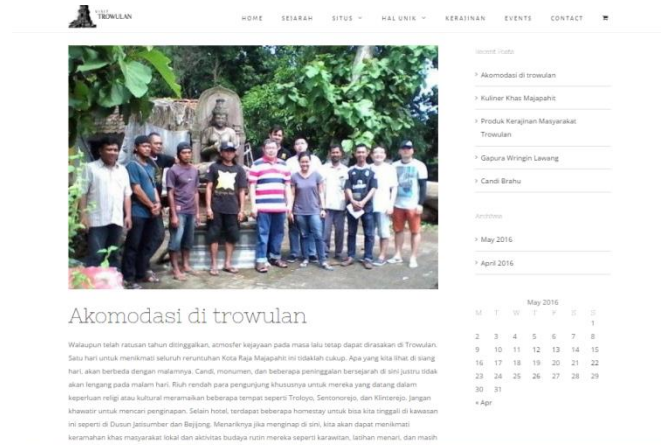 VISIT
TROWULAN
HOME SEJARAH SITUS HAL UNIK KERAJINAN EVENTS CONTACT
Akomodasi di trowulan
Walaupun telah ratusan tahun ditinggalkan, atmosfer kejayaan pada masa lalu tetap dapat dirasakan di Trowulan.
Satu hari untuk menikmati seluruh reruntuhan Kota Raja Majapahit ini tidaklah cukup. Apa yang kita lihat di siang
hari, akan berbeda dengan malamnya. Candi, monumen, dan beberapa peninggalan bersejarah di sini justru tidak
akan lengang pada malam hari. Riuh rendah para pengunjung khususnya untuk mereka yang datang dalam
keperluan religi atau kultural meramaikan beberapa tempat seperti Troloyo, Sentonorejo, dan Klinterejo. Jangan
khawatir untuk mencari penginapan. Selain hotel, terdapat beberapa homestay untuk bisa kita tinggali di kawasan
ini seperti di Dusun Jatisumber dan Bejijong. Menariknya jika menginap di sini, kita akan dapat menikmati
keramahan khas masyarakat lokal dan aktivitas budaya rutin mereka seperti karawitan, latihan menari, dan masih
Recent Posts
> Akomodasi di trowulan
> Kuliner Khas Majapahit
> Produk Kerajinan Masyarakat
Trowulan
> Gapura Wringin Lawang
> Candi Brahu
Archives
> May 2016
> April 2016
May 2016
M T W T F S S
1
2 3 4 5 6 7 8
9 10 11 12 13 14 15
16 17 18 19 20 21 22
23 24 25 26 27 28 29
30 31
« Apr